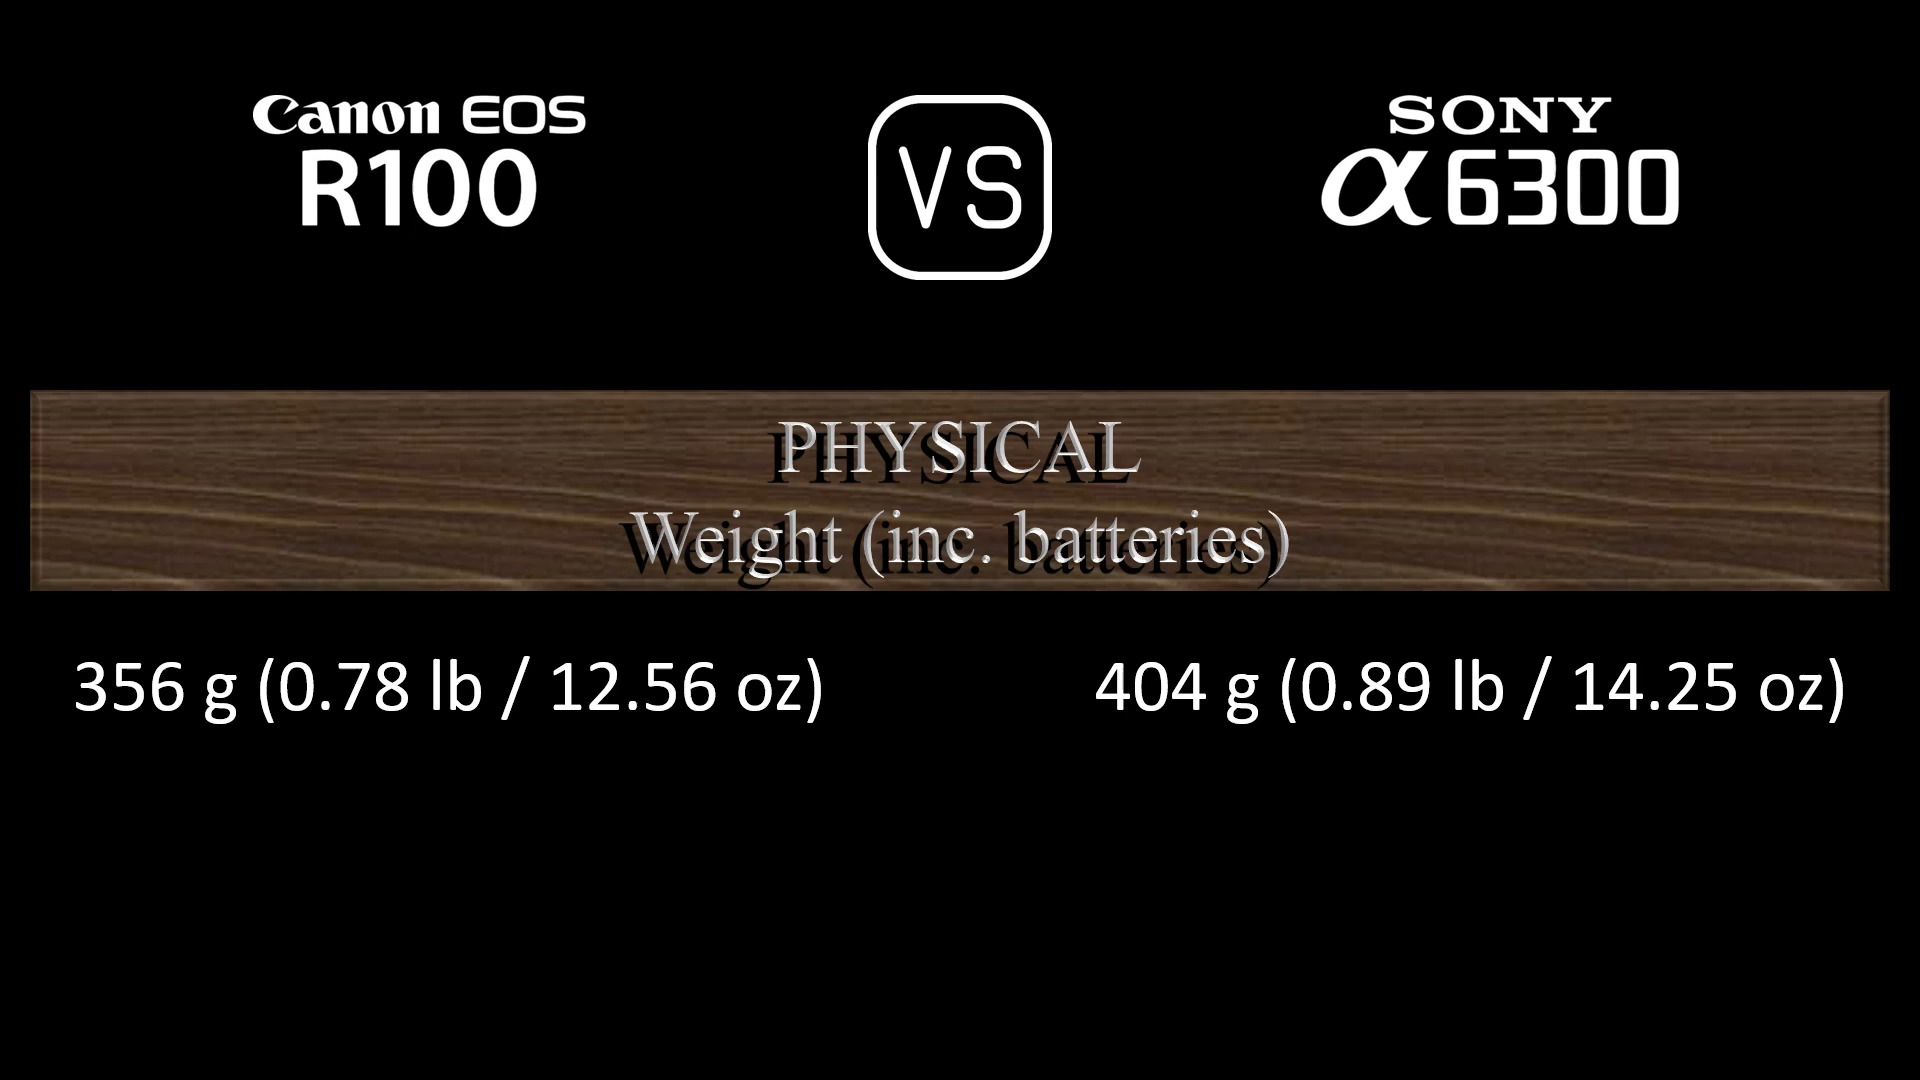 Canon EOS
R100
VS
SONY
α6300
PHYSICAL
Weight (inc. batteries)
356 g (0.78 lb / 12.56 oz)
404 g (0.89 lb / 14.25 oz)